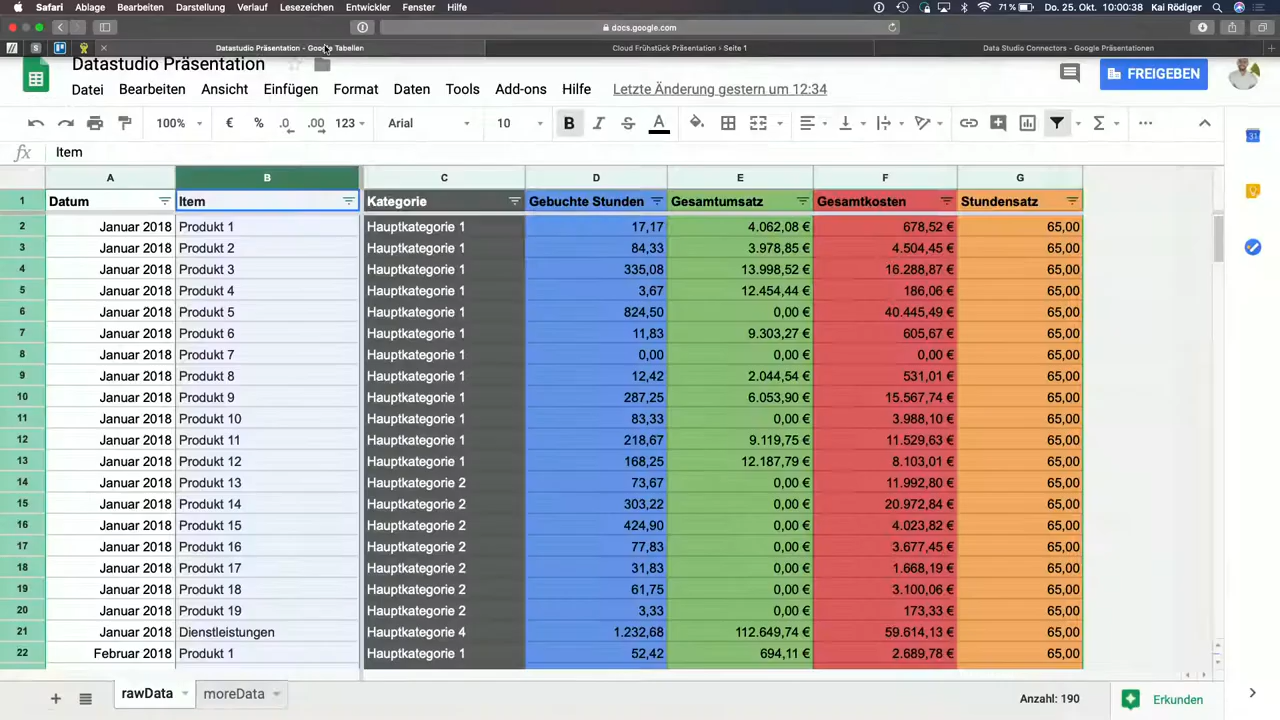 Safari Ablage Bearbeiten Darstellung Verlauf Lesezeichen Entwickler Fenster Hilfe 71% Do. 25. Okt. 10:00:38 Kai Rödiger
docs.google.com
Datastudio Präsentation - Google Tabellen Cloud Frühstück Präsentation › Seite 1 Data Studio Connectors - Google Präsentationen
Datastudio Präsentation
Datei Bearbeiten Ansicht Einfügen Format Daten Tools Add-ons Hilfe Letzte Änderung gestern um 12:34
FREIGEBEN
100% € % .0 .00 123 Arial 10 B I S A
fx Item
A B C D E F G
1 Datum Item Kategorie Gebuchte Stunden Gesamtumsatz Gesamtkosten Stundensatz
2 Januar 2018 Produkt 1 Hauptkategorie 1 17,17 4.062,08 € 678,52 € 65,00
3 Januar 2018 Produkt 2 Hauptkategorie 1 84,33 3.978,85 € 4.504,45 € 65,00
4 Januar 2018 Produkt 3 Hauptkategorie 1 335,08 13.998,52 € 16.288,87 € 65,00
5 Januar 2018 Produkt 4 Hauptkategorie 1 3,67 12.454,44 € 186,06 € 65,00
6 Januar 2018 Produkt 5 Hauptkategorie 1 824,50 0,00 € 40.445,49 € 65,00
7 Januar 2018 Produkt 6 Hauptkategorie 1 11,83 9.303,27 € 605,67 € 65,00
8 Januar 2018 Produkt 7 Hauptkategorie 1 0,00 0,00 € 0,00 € 65,00
9 Januar 2018 Produkt 8 Hauptkategorie 1 12,42 2.044,54 € 531,01 € 65,00
10 Januar 2018 Produkt 9 Hauptkategorie 1 287,25 6.053,90 € 15.567,74 € 65,00
11 Januar 2018 Produkt 10 Hauptkategorie 1 83,33 0,00 € 3.988,10 € 65,00
12 Januar 2018 Produkt 11 Hauptkategorie 1 218,67 9.119,75 € 11.529,63 € 65,00
13 Januar 2018 Produkt 12 Hauptkategorie 1 168,25 12.187,79 € 8.103,01 € 65,00
14 Januar 2018 Produkt 13 Hauptkategorie 2 73,67 0,00 € 11.992,80 € 65,00
15 Januar 2018 Produkt 14 Hauptkategorie 2 303,22 0,00 € 20.972,84 € 65,00
16 Januar 2018 Produkt 15 Hauptkategorie 2 424,90 0,00 € 4.023,82 € 65,00
17 Januar 2018 Produkt 16 Hauptkategorie 2 77,83 0,00 € 3.677,45 € 65,00
18 Januar 2018 Produkt 17 Hauptkategorie 2 31,83 0,00 € 1.668,19 € 65,00
19 Januar 2018 Produkt 18 Hauptkategorie 2 61,75 0,00 € 3.100,06 € 65,00
20 Januar 2018 Produkt 19 Hauptkategorie 2 3,33 0,00 € 173,33 € 65,00
21 Januar 2018 Dienstleistungen Hauptkategorie 4 1.232,68 112.649,74 € 59.614,13 € 65,00
22 Februar 2018 Produkt 1 Hauptkategorie 1 52,42 694,11 € 2.689,78 € 65,00
rawData moreData Anzahl: 190 Erkunden